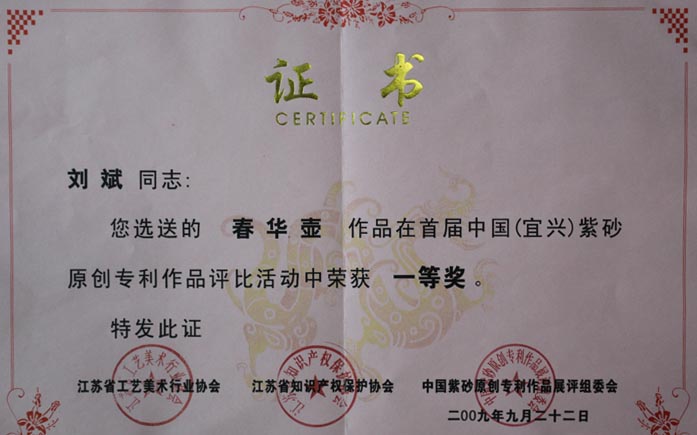 证 书
CERTIFICATE
刘 斌 同志:
您选送的 春 华 壶 作品在首届中国(宜兴)紫砂
原创专利作品评比活动中荣获 一等奖 。
特发此证
江苏省工艺美术行业协会 江苏省知识产权保护协会 中国紫砂原创专利作品展评组委会
二00九年九月二十二日